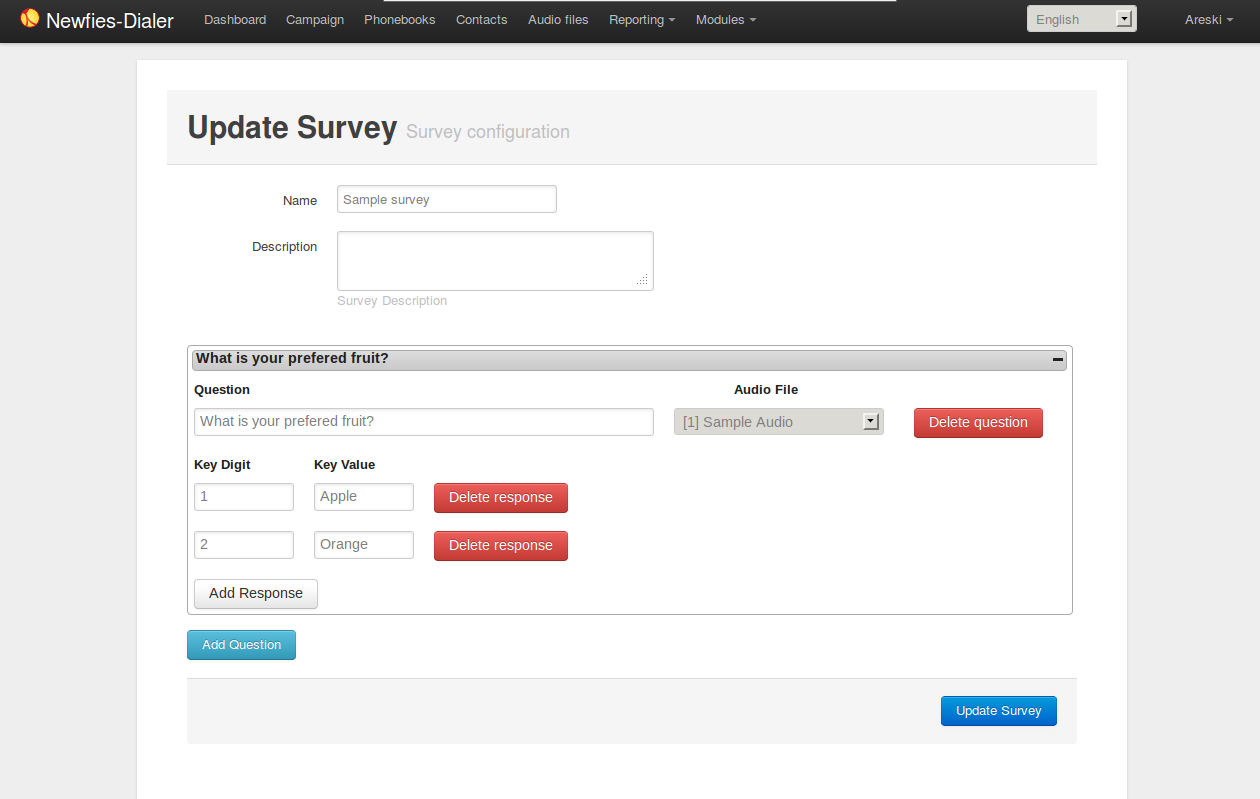 Newfies-Dialer Dashboard Campaign Phonebooks Contacts Audio files Reporting Modules English Areski
Update Survey Survey configuration
Name Sample survey
Description
Survey Description
What is your prefered fruit?
Question Audio File
What is your prefered fruit? [1] Sample Audio Delete question
Key Digit Key Value
1 Apple Delete response
2 Orange Delete response
Add Response
Add Question
Update Survey